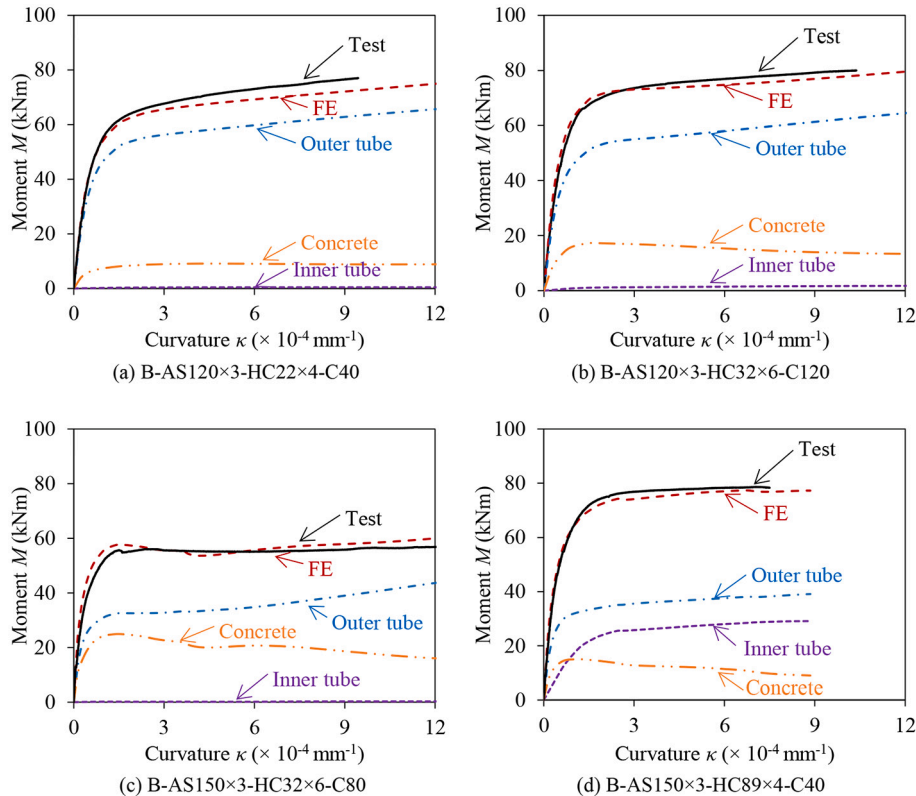 100
80
60
40
20
0
Moment M (kNm)
Test
FE
Outer tube
Concrete
Inner tube
0 3 6 9 12
Curvature κ (× 10-4 mm-1)
(a) B-AS120×3-HC22×4-C40
100
80
60
40
20
0
Moment M (kNm)
Test
FE
Outer tube
Concrete
Inner tube
0 3 6 9 12
Curvature κ (× 10-4 mm-1)
(b) B-AS120×3-HC32×6-C120
100
80
60
40
20
0
Moment M (kNm)
Test
FE
Outer tube
Concrete
Inner tube
0 3 6 9 12
Curvature κ (× 10-4 mm-1)
(c) B-AS150×3-HC32×6-C80
100
80
60
40
20
0
Moment M (kNm)
Test
FE
Outer tube
Inner tube
Concrete
0 3 6 9 12
Curvature κ (× 10-4 mm-1)
(d) B-AS150×3-HC89×4-C40